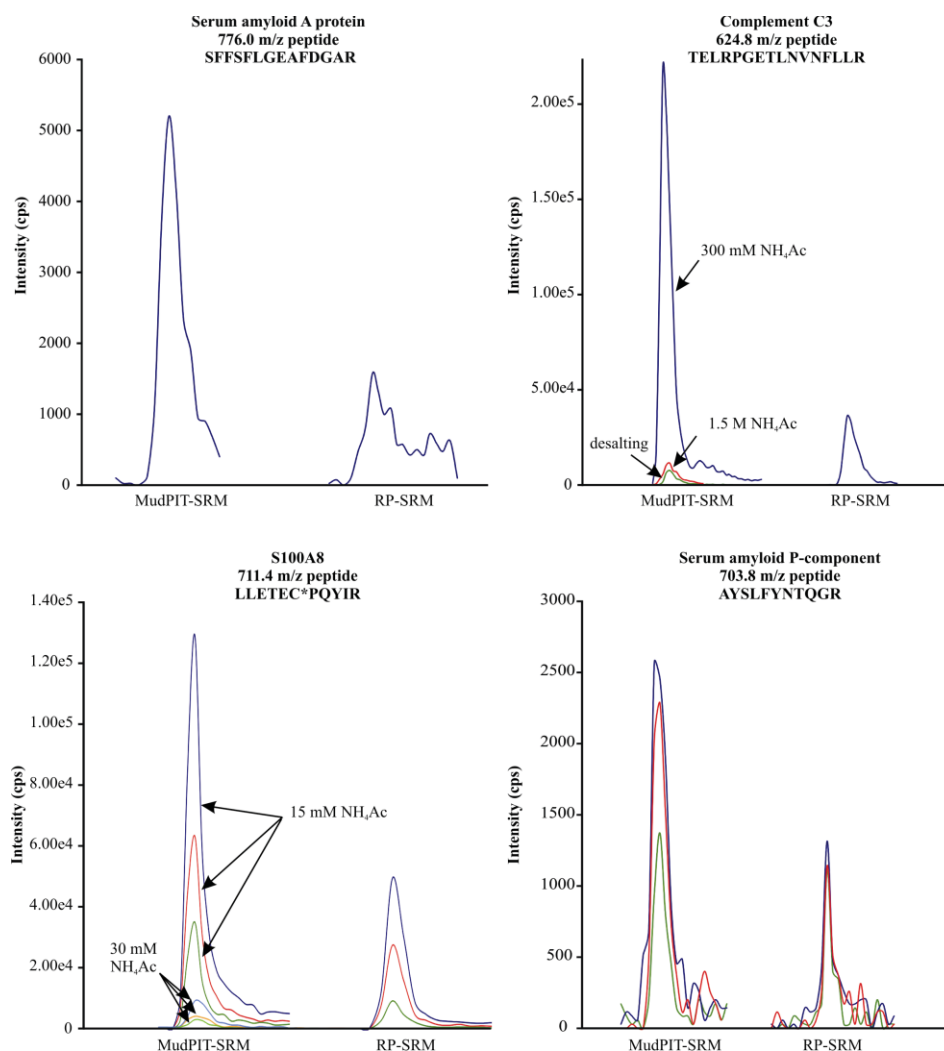 Serum amyloid A protein
776.0 m/z peptide
SFFSFLGEAFDGAR
6000
5000
4000
3000
2000
1000
0
Intensity (cps)
MudPIT-SRM
RP-SRM
Complement C3
624.8 m/z peptide
TELRPGETLNVNFLLR
2.00e5
1.50e5
1.00e5
5.00e4
0
Intensity (cps)
300 mM NH₄Ac
1.5 M NH₄Ac
desalting
MudPIT-SRM
RP-SRM
S100A8
711.4 m/z peptide
LLETEC*PQYIR
1.40e5
1.20e5
1.00e5
8.00e4
6.00e4
4.00e4
2.00e4
0
Intensity (cps)
15 mM NH₄Ac
30 mM
NH₄Ac
MudPIT-SRM
RP-SRM
Serum amyloid P-component
703.8 m/z peptide
AYSLFYNTQGR
3000
2500
2000
1500
1000
500
0
Intensity (cps)
MudPIT-SRM
RP-SRM